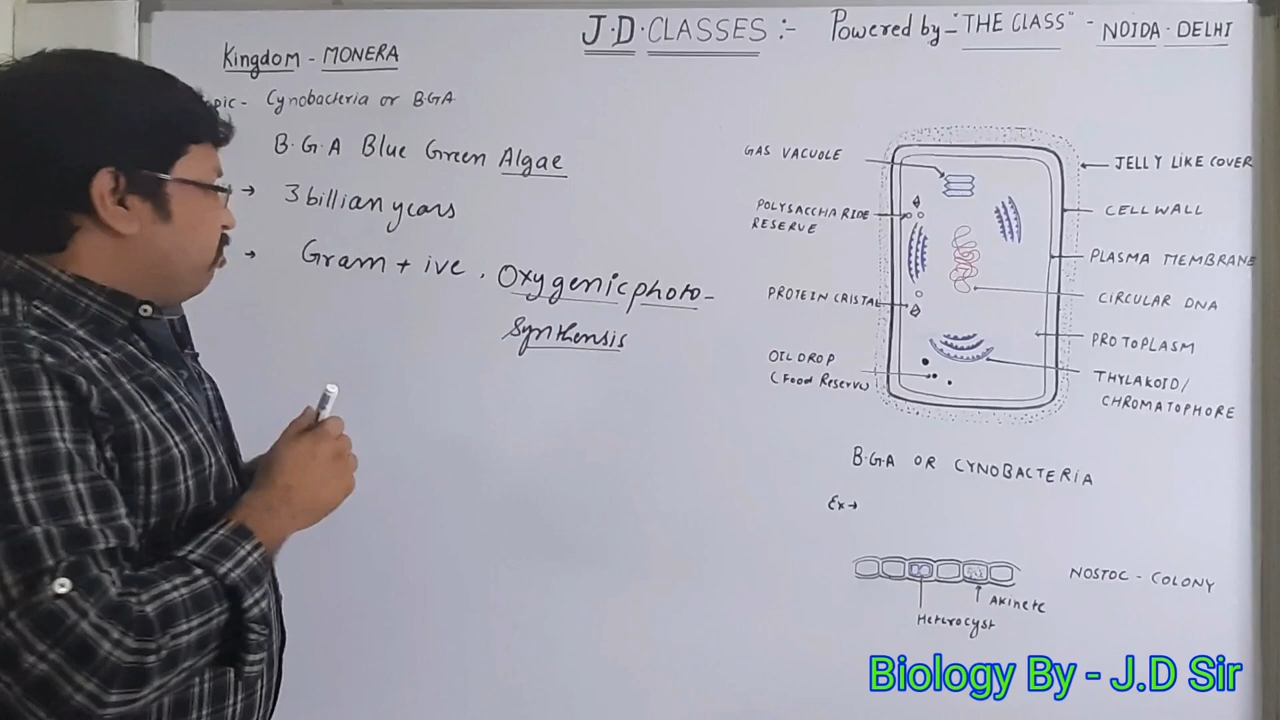 J.D.CLASSES :- Powered by - "THE CLASS" - NOIDA - DELHI
Kingdom - MONERA
pic - Cynobacteria or B.G.A
B.G.A Blue Green Algae
→ 3 billian years
→ Gram + ive, Oxygenic photo-
synthensis
GAS VACUOLE
POLYSACCHARIDE
RESERVE
PROTEIN CRISTAL
OIL DROP
(Food Reserve
JELLY LIKE COVER
CELL WALL
PLASMA MEMBRANE
CIRCULAR DNA
PROTOPLASM
THYLAKOID/
CHROMATOPHORE
B.G.A OR CYNOBACTERIA
Ex →
NOSTOC - COLONY
Akinete
Heterocyst
Biology By - J.D Sir